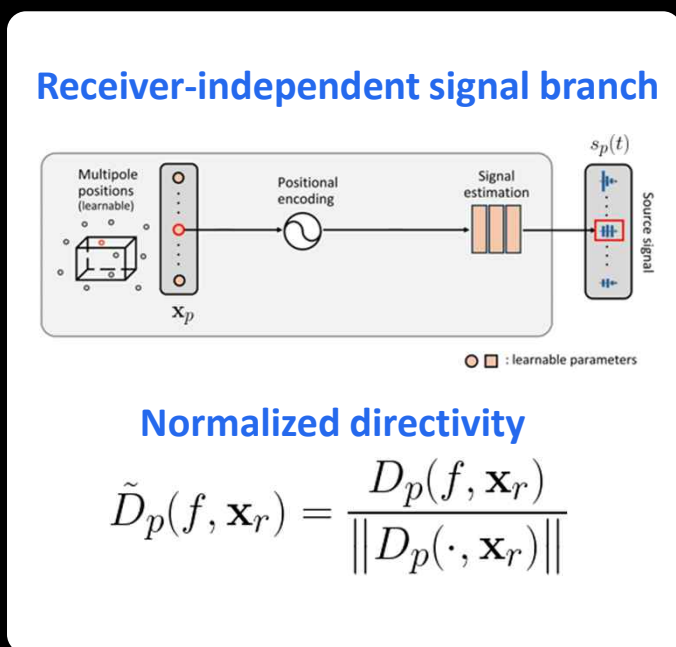 Receiver-independent signal branch
s_p(t)
Multipole
positions
(learnable)
Positional
encoding
Signal
estimation
Source signal
x_p
: learnable parameters
Normalized directivity
D̃_p(f, x_r) = D_p(f, x_r) / ||D_p(·, x_r)||